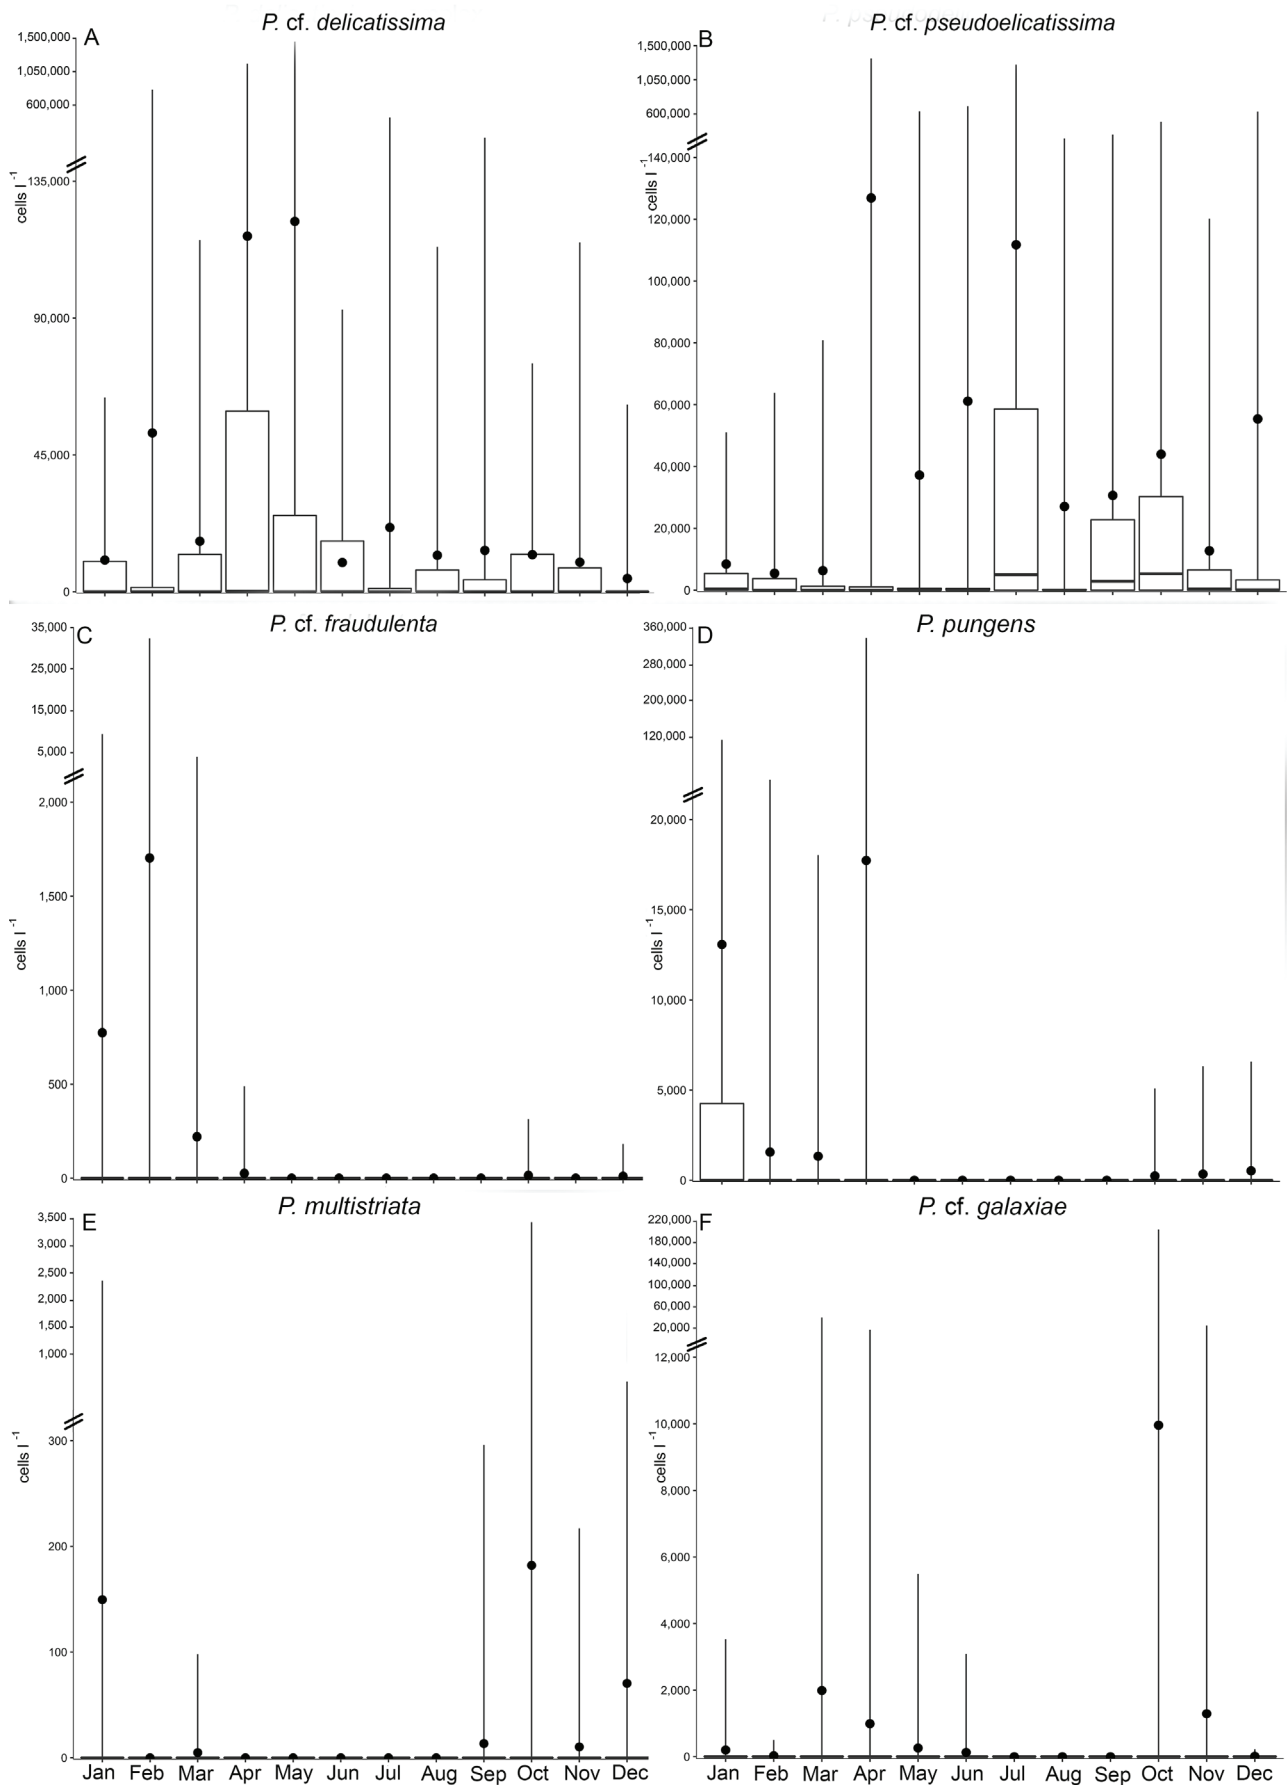 P. cf. delicatissima
A
1,500,000
1,050,000
600,000
135,000
90,000
45,000
0
cells l⁻¹
P. cf. pseudoelicatissima
B
1,500,000
1,050,000
600,000
140,000
120,000
100,000
80,000
60,000
40,000
20,000
0
cells l⁻¹
P. cf. fraudulenta
C
35,000
25,000
15,000
5,000
2,000
1,500
1,000
500
0
cells l⁻¹
P. pungens
D
360,000
280,000
200,000
120,000
20,000
15,000
10,000
5,000
0
cells l⁻¹
P. multistriata
E
3,500
3,000
2,500
2,000
1,500
1,000
300
200
100
0
cells l⁻¹
Jan Feb Mar Apr May Jun Jul Aug Sep Oct Nov Dec
P. cf. galaxiae
F
220,000
180,000
140,000
100,000
60,000
20,000
12,000
10,000
8,000
6,000
4,000
2,000
0
cells l⁻¹
Jan Feb Mar Apr May Jun Jul Aug Sep Oct Nov Dec